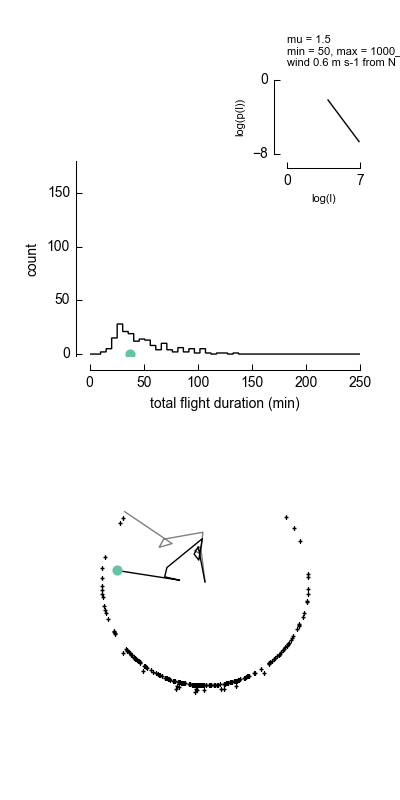 mu = 1.5
min = 50, max = 1000_
wind 0.6 m s-1 from N
0
log(p(l))
−8
0
7
log(l)
150
100
50
0
count
0
50
100
150
200
250
total flight duration (min)